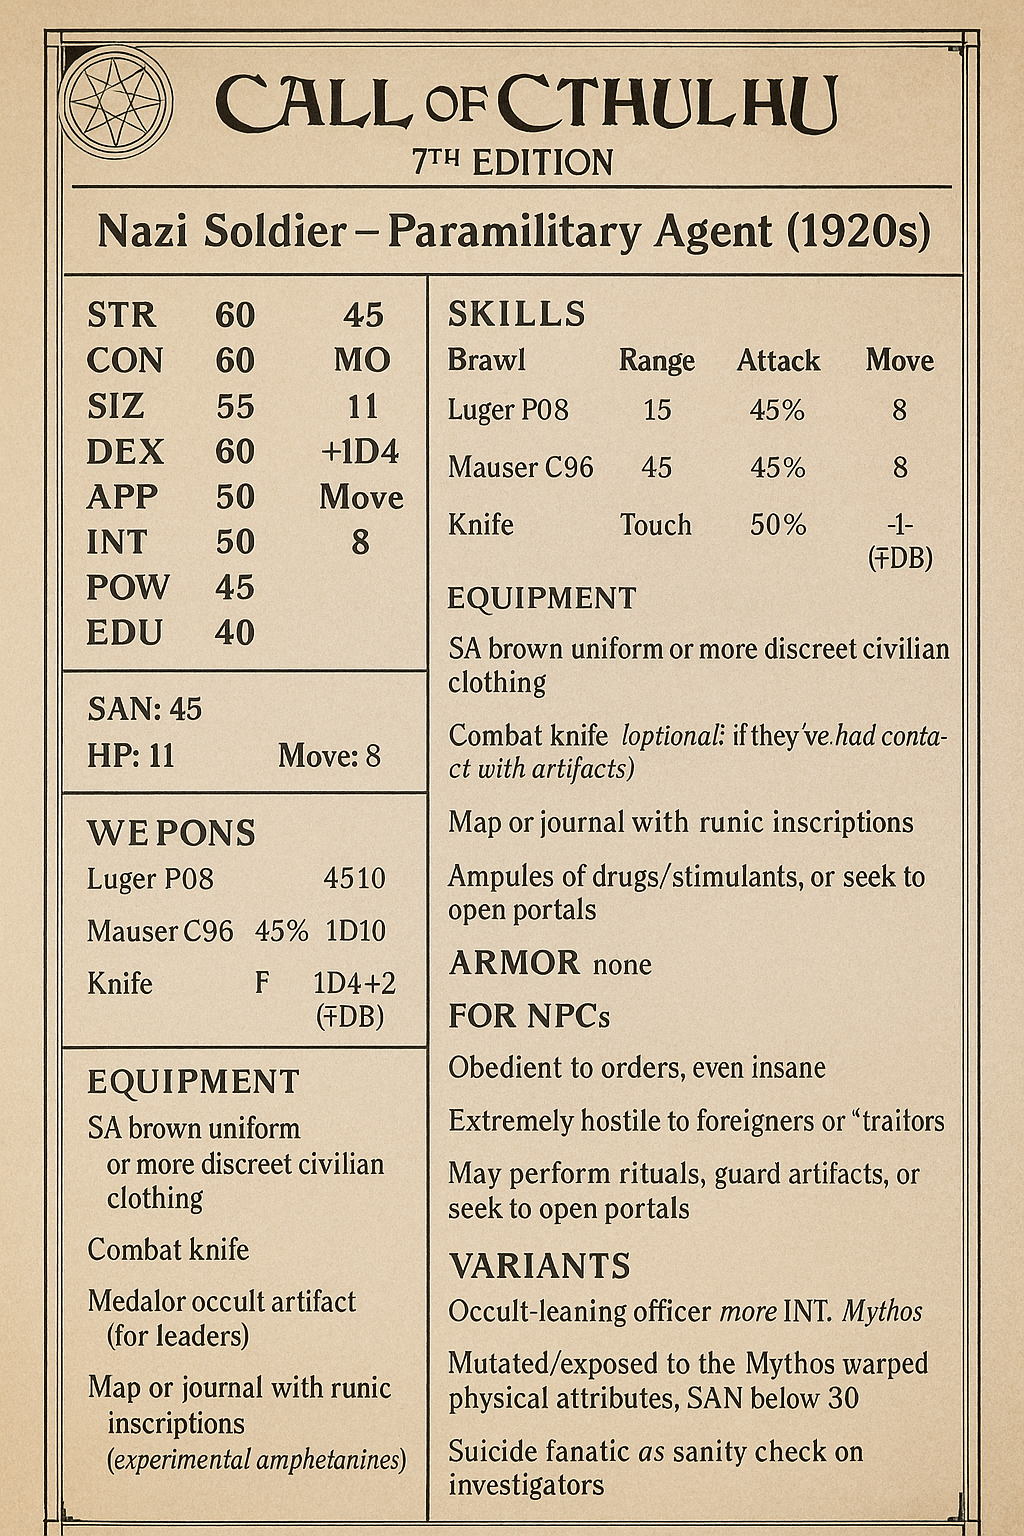 CALL OF CTHULHU
7TH EDITION
Nazi Soldier – Paramilitary Agent (1920s)
STR 60 45
CON 60 MO
SIZ 55 11
DEX 60 +1D4
APP 50 Move
INT 50 8
POW 45
EDU 40
SAN: 45
HP: 11 Move: 8
WEPONS
Luger P08 4510
Mauser C96 45% 1D10
Knife F 1D4+2
(∓DB)
EQUIPMENT
SA brown uniform
or more discreet civilian
clothing
Combat knife
Medalor occult artifact
(for leaders)
Map or journal with runic
inscriptions
(experimental amphetanines)
SKILLS
Brawl Range Attack Move
Luger P08 15 45% 8
Mauser C96 45 45% 8
Knife Touch 50% -1-
(∓DB)
EQUIPMENT
SA brown uniform or more discreet civilian
clothing
Combat knife loptional: if they've.had conta-
ct with artifacts)
Map or journal with runic inscriptions
Ampules of drugs/stimulants, or seek to
open portals
ARMOR none
FOR NPCs
Obedient to orders, even insane
Extremely hostile to foreigners or “traitors
May perform rituals, guard artifacts, or
seek to open portals
VARIANTS
Occult-leaning officer more INT. Mythos
Mutated/exposed to the Mythos warped
physical attributes, SAN below 30
Suicide fanatic as sanity check on
investigators